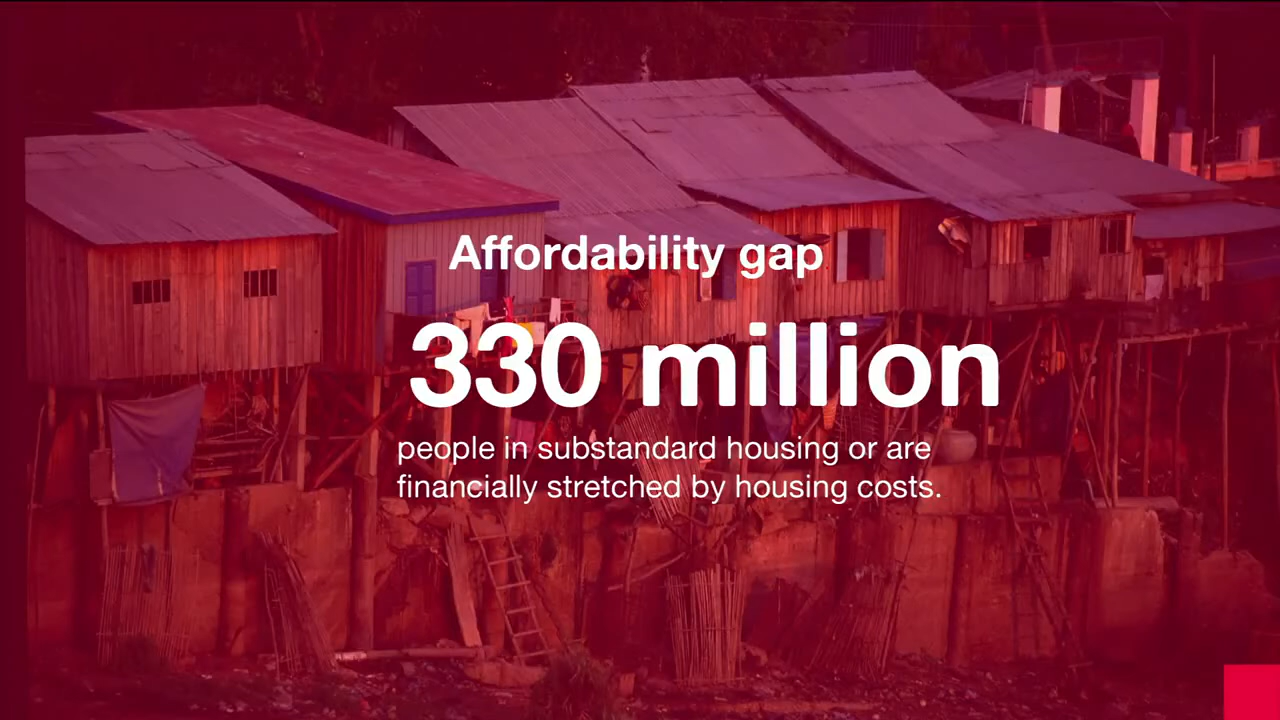 Affordability gap
330 million
people in substandard housing or are
financially stretched by housing costs.